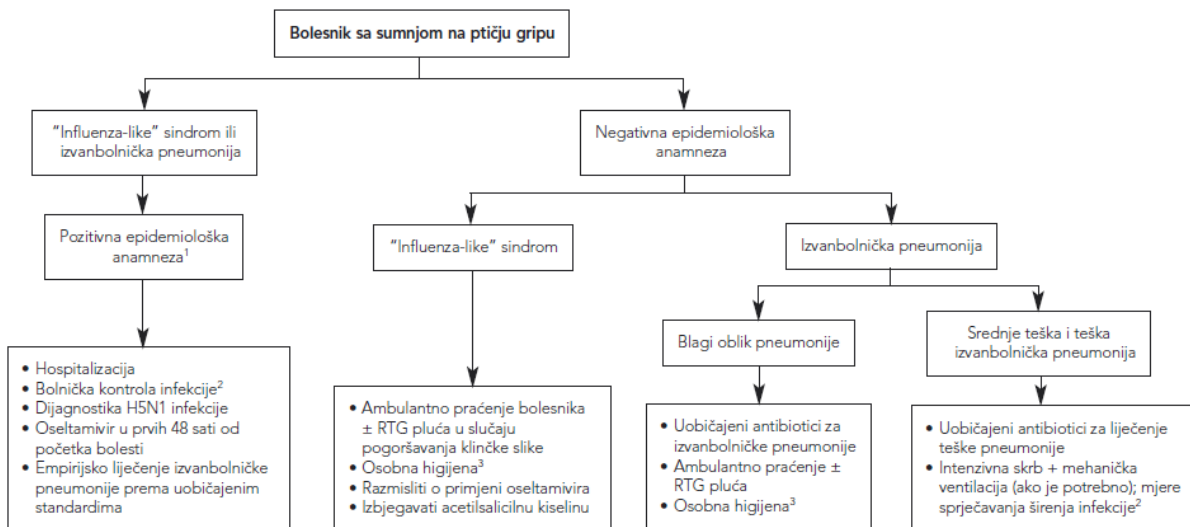 Bolesnik sa sumnjom na ptičju gripu
"Influenza-like" sindrom ili
izvanbolnička pneumonija
Negativna epidemiološka
anamneza
Pozitivna epidemiološka
anamneza¹
"Influenza-like" sindrom
Izvanbolnička pneumonija
Blagi oblik pneumonije
Srednje teška i teška
izvanbolnička pneumonija
• Hospitalizacija
• Bolnička kontrola infekcije²
• Dijagnostika H5N1 infekcije
• Oseltamivir u prvih 48 sati od
početka bolesti
• Empirijsko liječenje izvanbolničke
pneumonije prema uobičajenim
standardima
• Ambulantno praćenje bolesnika
± RTG pluća u slučaju
pogoršavanja klinčke slike
• Osobna higijena³
• Razmisliti o primjeni oseltamivira
• Izbjegavati acetilsalicilnu kiselinu
• Uobičajeni antibiotici za
izvanbolničke pneumonije
• Ambulantno praćenje ±
RTG pluća
• Osobna higijena³
• Uobičajeni antibiotici za liječenje
teške pneumonije
• Intenzivna skrb + mehanička
ventilacija (ako je potrebno); mjere
sprječavanja širenja infekcije²